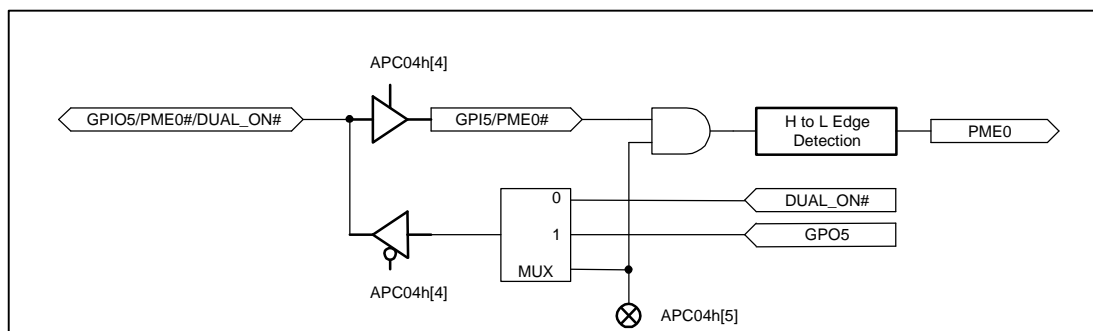 APC04h[4]
GPIO5/PME0#/DUAL_ON#
GPI5/PME0#
H to L Edge
Detection
PME0
0
DUAL_ON#
1
GPO5
MUX
APC04h[4]
APC04h[5]